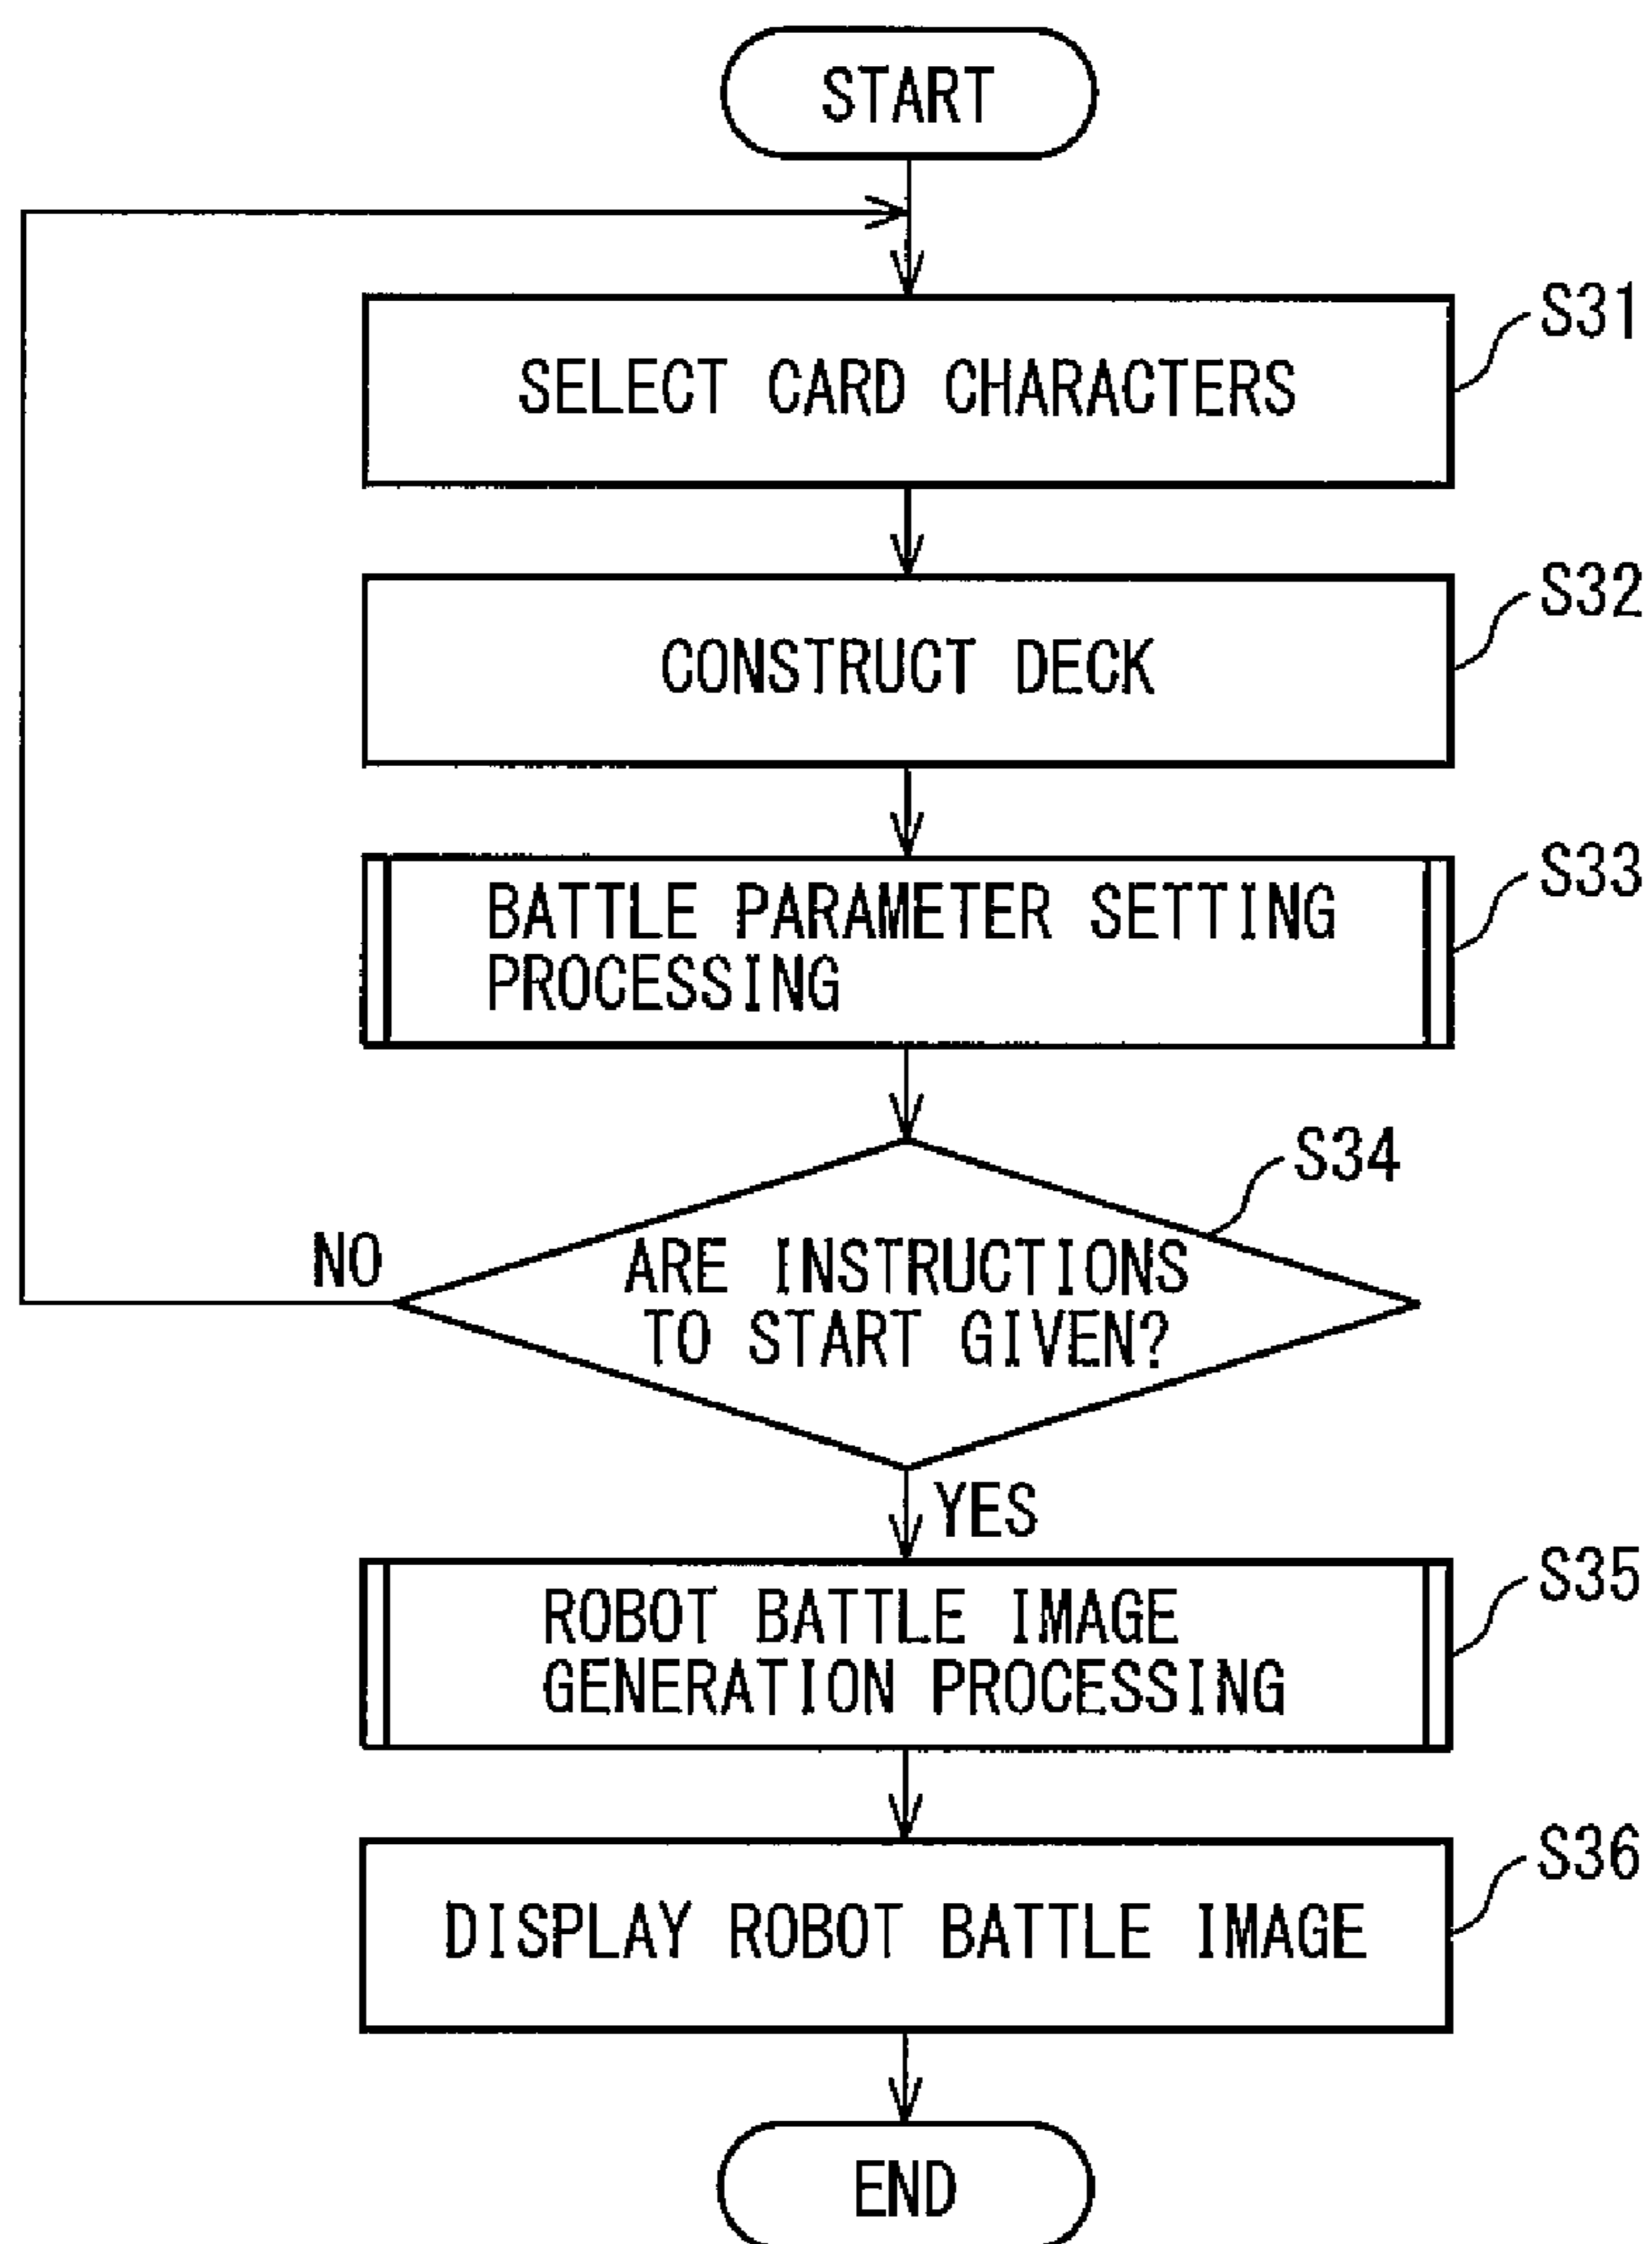 START
S31
SELECT CARD CHARACTERS
S32
CONSTRUCT DECK
S33
BATTLE PARAMETER SETTING
PROCESSING
S34
NO
ARE INSTRUCTIONS
TO START GIVEN?
YES
S35
ROBOT BATTLE IMAGE
GENERATION PROCESSING
S36
DISPLAY ROBOT BATTLE IMAGE
END